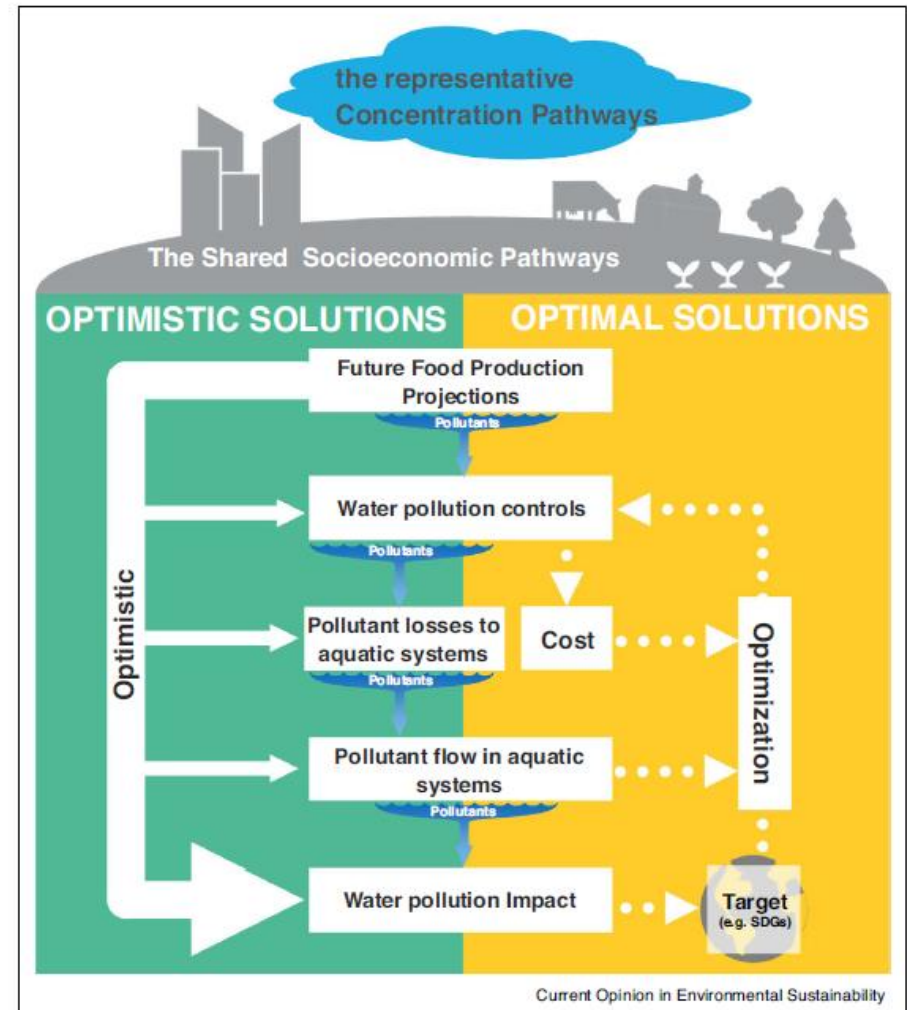 the representative
Concentration Pathways
The Shared Socioeconomic Pathways
OPTIMISTIC SOLUTIONS
OPTIMAL SOLUTIONS
Future Food Production
Projections
Pollutants
Water pollution controls
Pollutants
Optimistic
Pollutant losses to
aquatic systems
Cost
Optimization
Pollutants
Pollutant flow in aquatic
systems
Pollutants
Water pollution Impact
Target
(e.g. SDGs)
Current Opinion in Environmental Sustainability